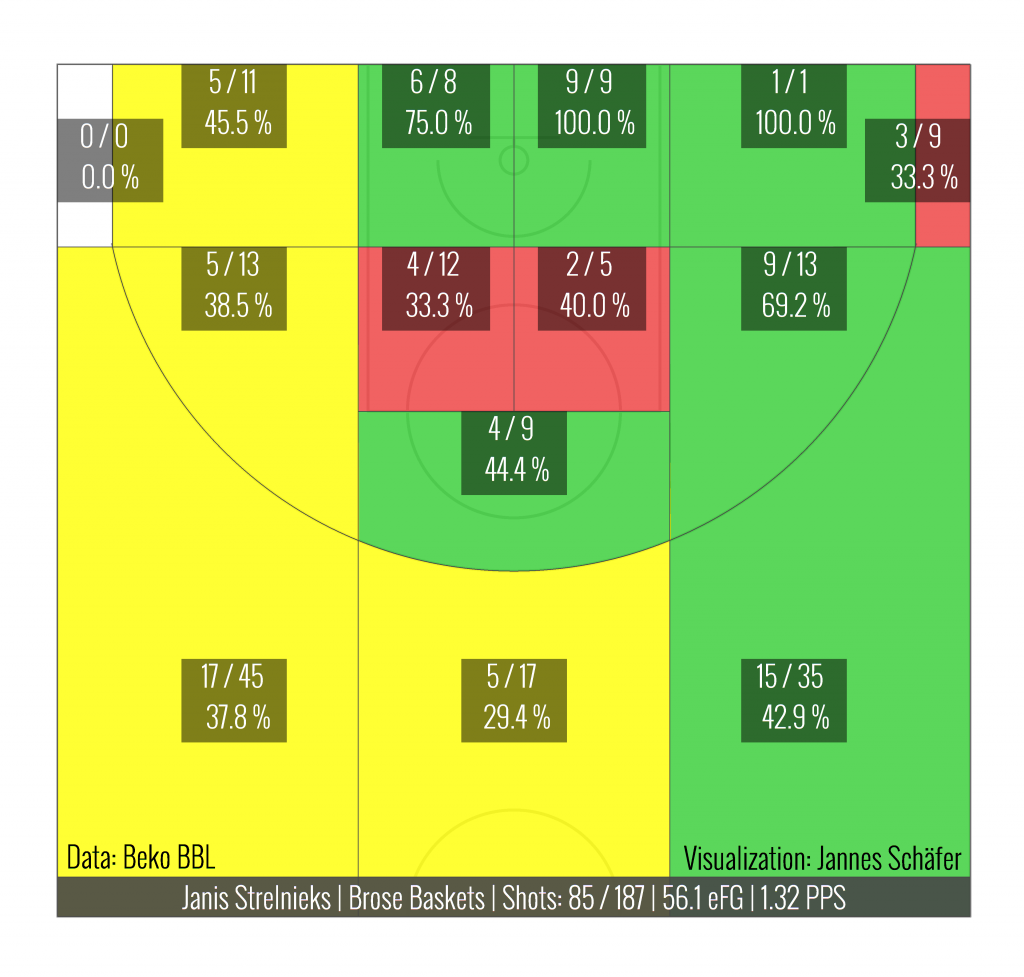 5 / 11
45.5 %
6 / 8
75.0 %
9 / 9
100.0 %
1 / 1
100.0 %
0 / 0
0.0 %
3 / 9
33.3 %
5 / 13
38.5 %
4 / 12
33.3 %
2 / 5
40.0 %
9 / 13
69.2 %
4 / 9
44.4 %
17 / 45
37.8 %
5 / 17
29.4 %
15 / 35
42.9 %
Data: Beko BBL
Visualization: Jannes Schäfer
Janis Strelnieks | Brose Baskets | Shots: 85 / 187 | 56.1 eFG | 1.32 PPS